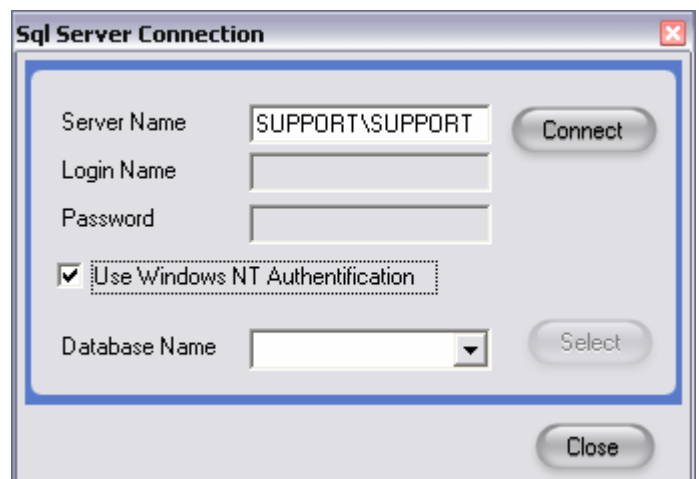 Sql Server Connection
Server Name SUPPORT\SUPPORT Connect
Login Name
Password
Use Windows NT Authentification
Database Name Select
Close